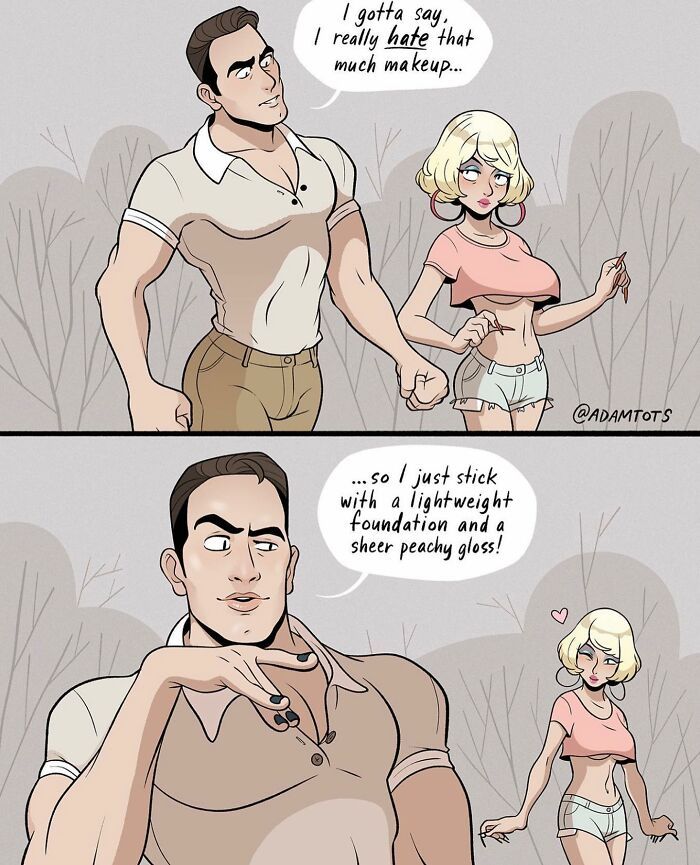 I gotta say,
I really hate that
much makeup...
@ADAMTOTS
...so I just stick
with a lightweight
foundation and a
sheer peachy gloss!